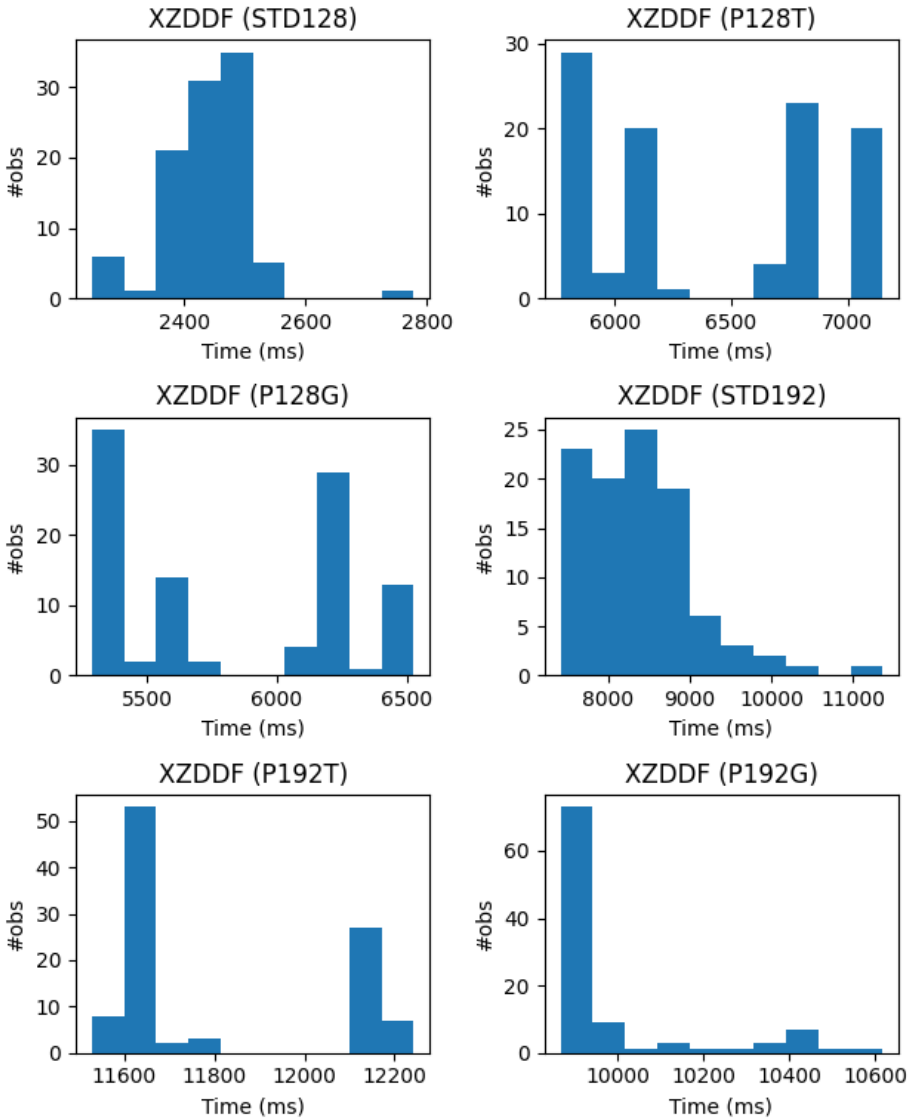 XZDDF (STD128)
#obs
30
20
10
0
2400 2600 2800
Time (ms)
XZDDF (P128T)
#obs
30
20
10
0
6000 6500 7000
Time (ms)
XZDDF (P128G)
#obs
30
20
10
0
5500 6000 6500
Time (ms)
XZDDF (STD192)
#obs
25
20
15
10
5
0
8000 9000 10000 11000
Time (ms)
XZDDF (P192T)
#obs
50
40
30
20
10
0
11600 11800 12000 12200
Time (ms)
XZDDF (P192G)
#obs
60
40
20
0
10000 10200 10400 10600
Time (ms)